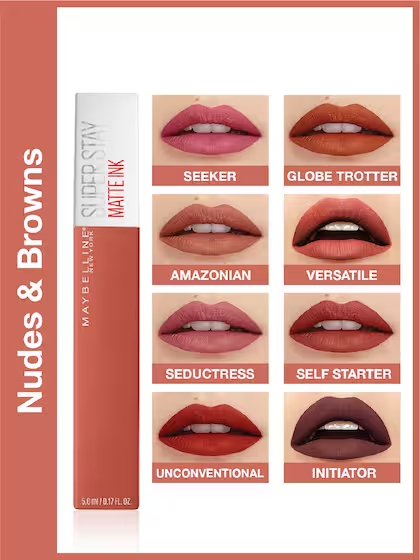 Nudes & Browns
SUPER STAY
MATTE INK
MAYBELLINE
NEW YORK
5.0 ml / 0.17 FL. OZ.
SEEKER
GLOBE TROTTER
AMAZONIAN
VERSATILE
SEDUCTRESS
SELF STARTER
UNCONVENTIONAL
INITIATOR